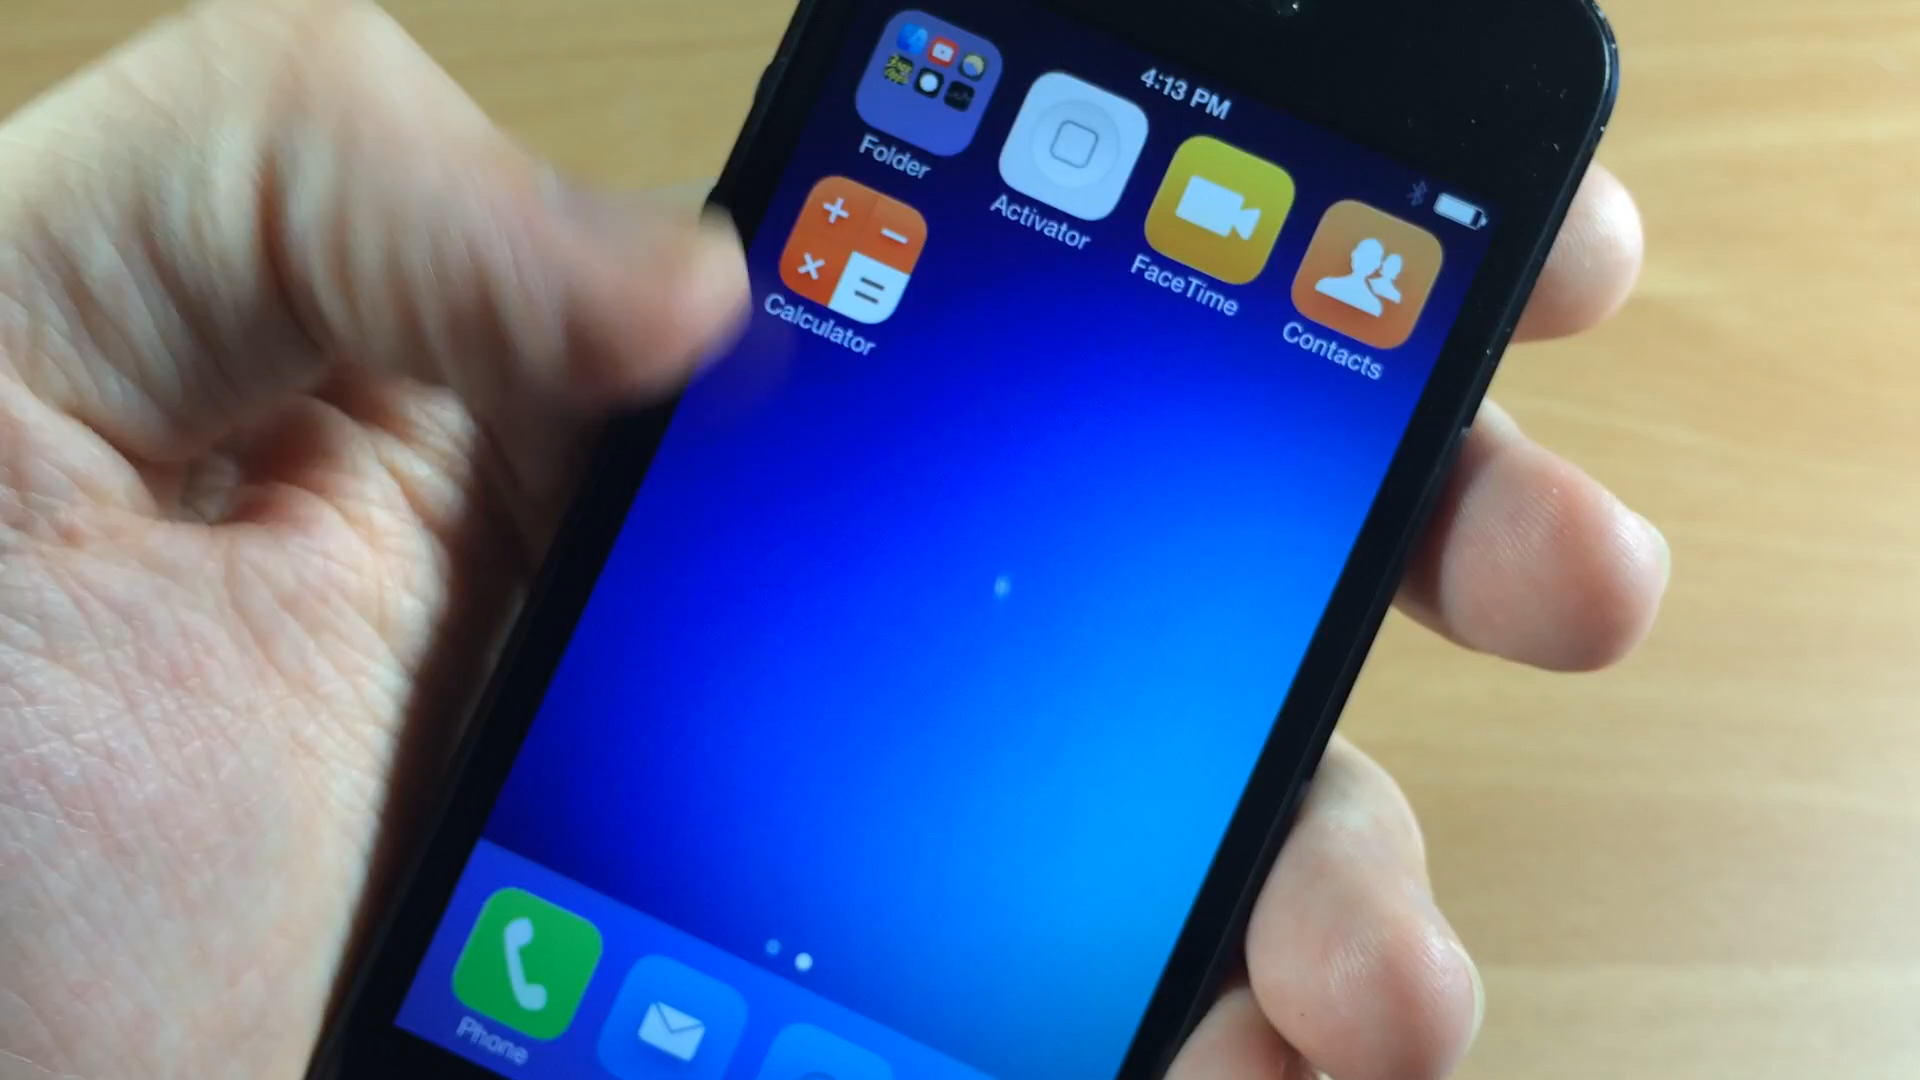 4:13 PM
Folder
Activator
FaceTime
Contacts
Calculator
Phone